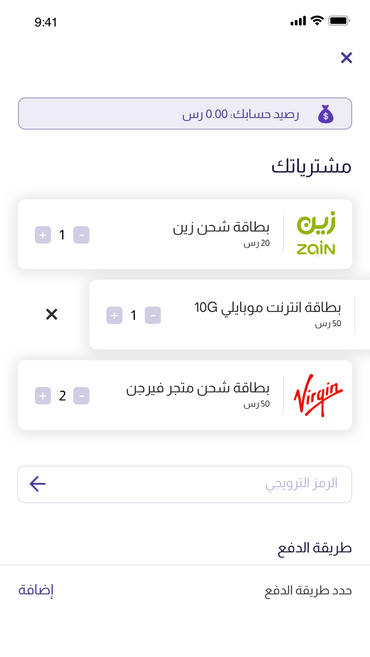 9:41
رصيد حسابك: 0.00 رس
مشترياتك
زين
zain
بطاقة شحن زين
20 رس
- 1 +
بطاقة انترنت موبايلي 10G
50 رس
- 1 +
بطاقة شحن متجر فيرجن
50 رس
- 2 +
Virgin
الرمز الترويجي
طريقة الدفع
حدد طريقة الدفع
إضافة